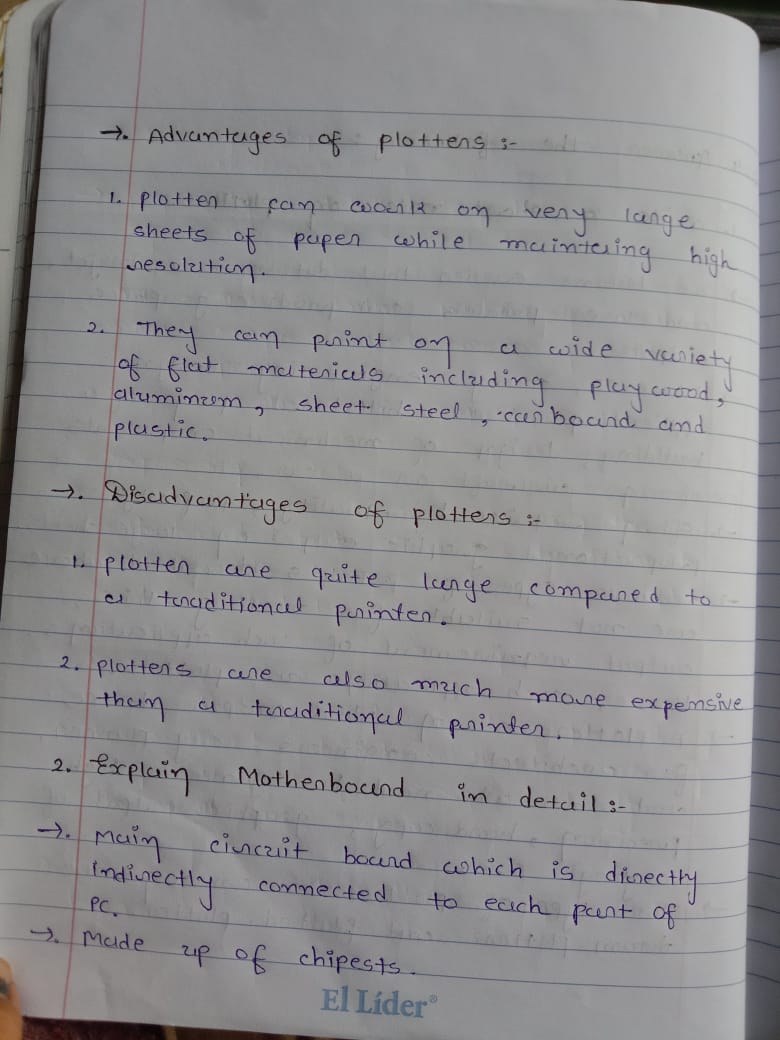 →. Advantages of plotters :-
1. plotter can work on very large
sheets of paper while maintaing high
resolution.
2. They can print on a wide variety
of flat materials including playwood,
aluminum, sheet steel, carboard and
plastic.
→. Disadvantages of plotters :-
1. plotter are quite large compared to
a traditional printer.
2. plotters are also much more expensive
than a traditional printer.
2. Explain Motherboard in detail :-
→. Main circuit board which is directly
indirectly connected to each part of
PC.
→. Made up of chipests.
El Líder®